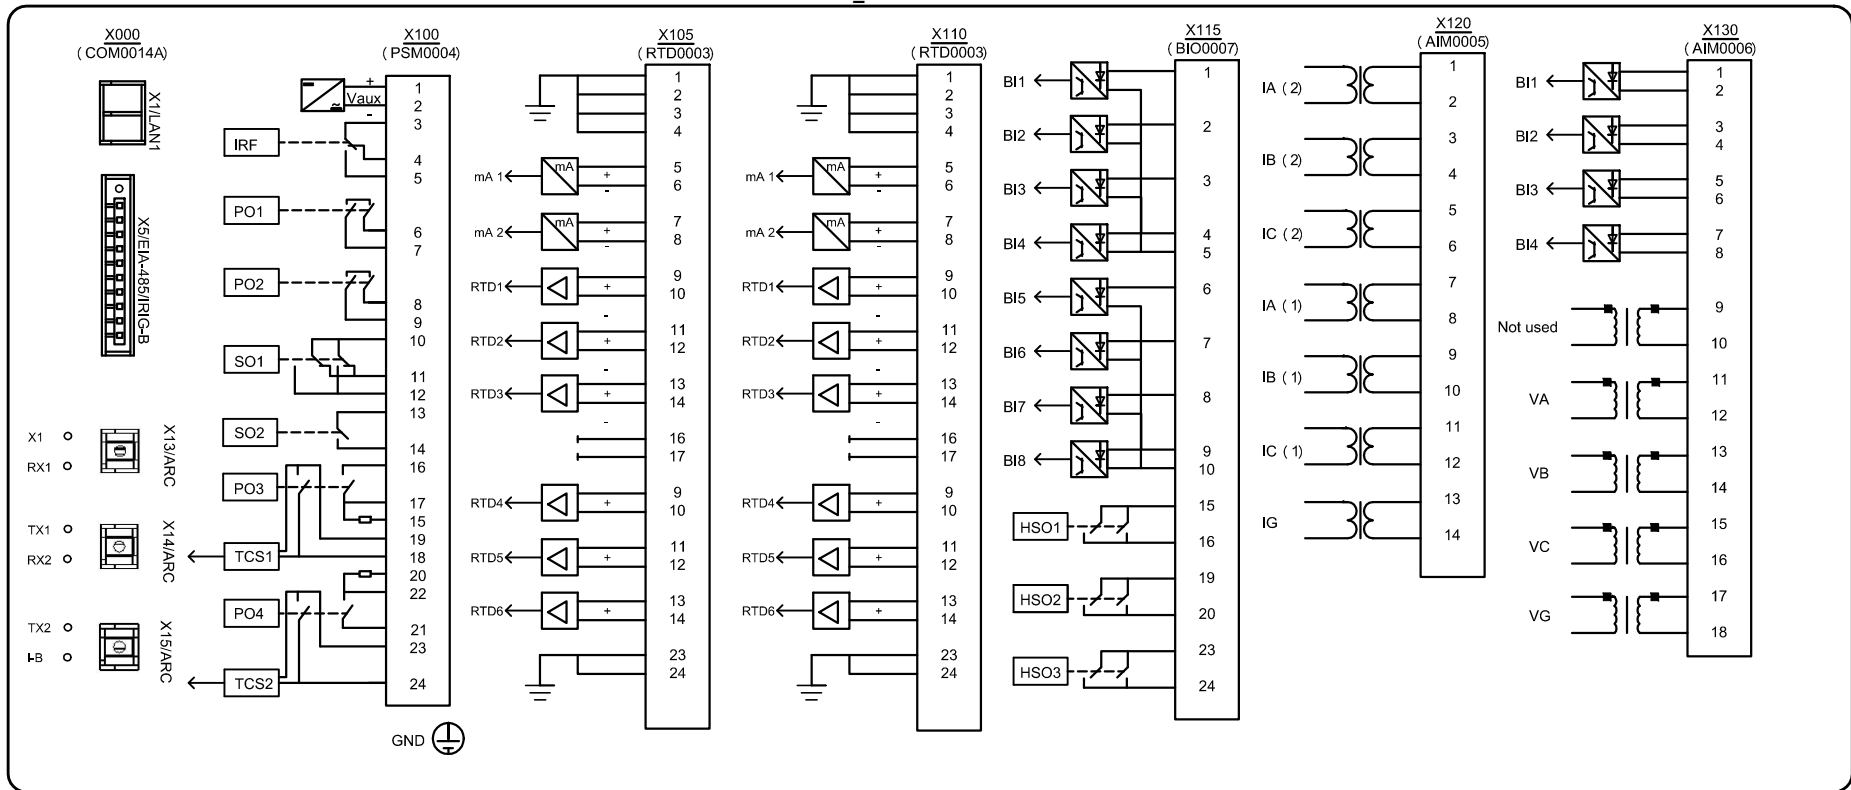 X000
( COM0014A)
X1/LAN1
X5/EIA-485/IRIG-B
X1
RX1
X13/ARC
TX1
RX2
X14/ARC
TX2
I-B
X15/ARC
X100
( PSM0004)
+
Vaux
-
IRF
PO1
PO2
SO1
SO2
PO3
TCS1
PO4
TCS2
1
2
3
4
5
6
7
8
9
10
11
12
13
14
16
17
15
19
18
20
22
21
23
24
GND
X105
( RTD0003)
1
2
3
4
mA 1
mA
+
-
5
6
mA 2
mA
+
-
7
8
RTD1
+
-
9
10
RTD2
+
-
11
12
RTD3
+
-
13
14
16
17
RTD4
+
9
10
RTD5
+
11
12
RTD6
+
13
14
23
24
X110
( RTD0003)
1
2
3
4
mA 1
mA
+
-
5
6
mA 2
mA
+
-
7
8
RTD1
+
-
9
10
RTD2
+
-
11
12
RTD3
+
-
13
14
16
17
RTD4
+
9
10
RTD5
+
11
12
RTD6
+
13
14
23
24
X115
( BIO0007)
BI1
1
BI2
2
BI3
3
BI4
4
5
BI5
6
BI6
7
BI7
8
BI8
9
10
HSO1
15
16
HSO2
19
20
HSO3
23
24
X120
( AIM0005)
IA ( 2)
1
2
IB ( 2)
3
4
IC ( 2)
5
6
IA ( 1)
7
8
IB ( 1)
9
10
IC ( 1)
11
12
IG
13
14
X130
( AIM0006)
BI1
1
2
BI2
3
4
BI3
5
6
BI4
7
8
Not used
9
10
VA
11
12
VB
13
14
VC
15
16
VG
17
18